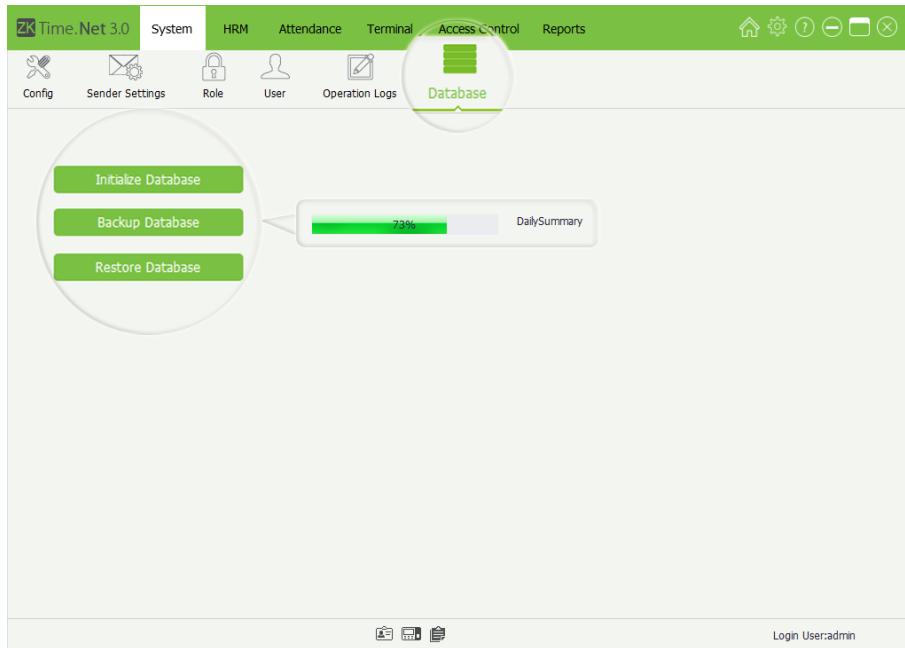 ZK Time.Net 3.0 System HRM Attendance Terminal Access Control Reports
Config Sender Settings Role User Operation Logs Database
Initialize Database
Backup Database
73% DailySummary
Restore Database
Login User:admin